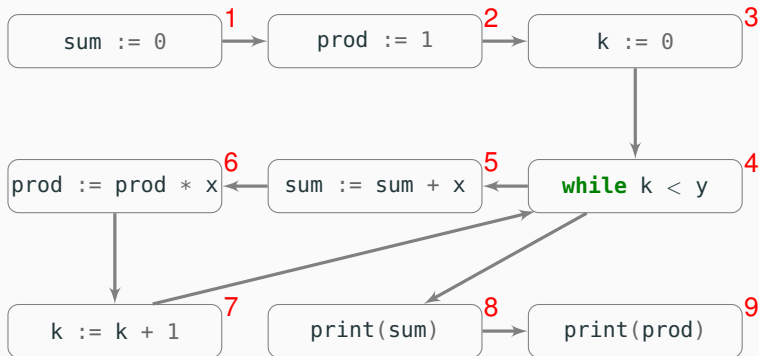 sum := 0 1
prod := 1 2
k := 0 3
while k < y 4
sum := sum + x 5
prod := prod * x 6
k := k + 1 7
print(sum) 8
print(prod) 9